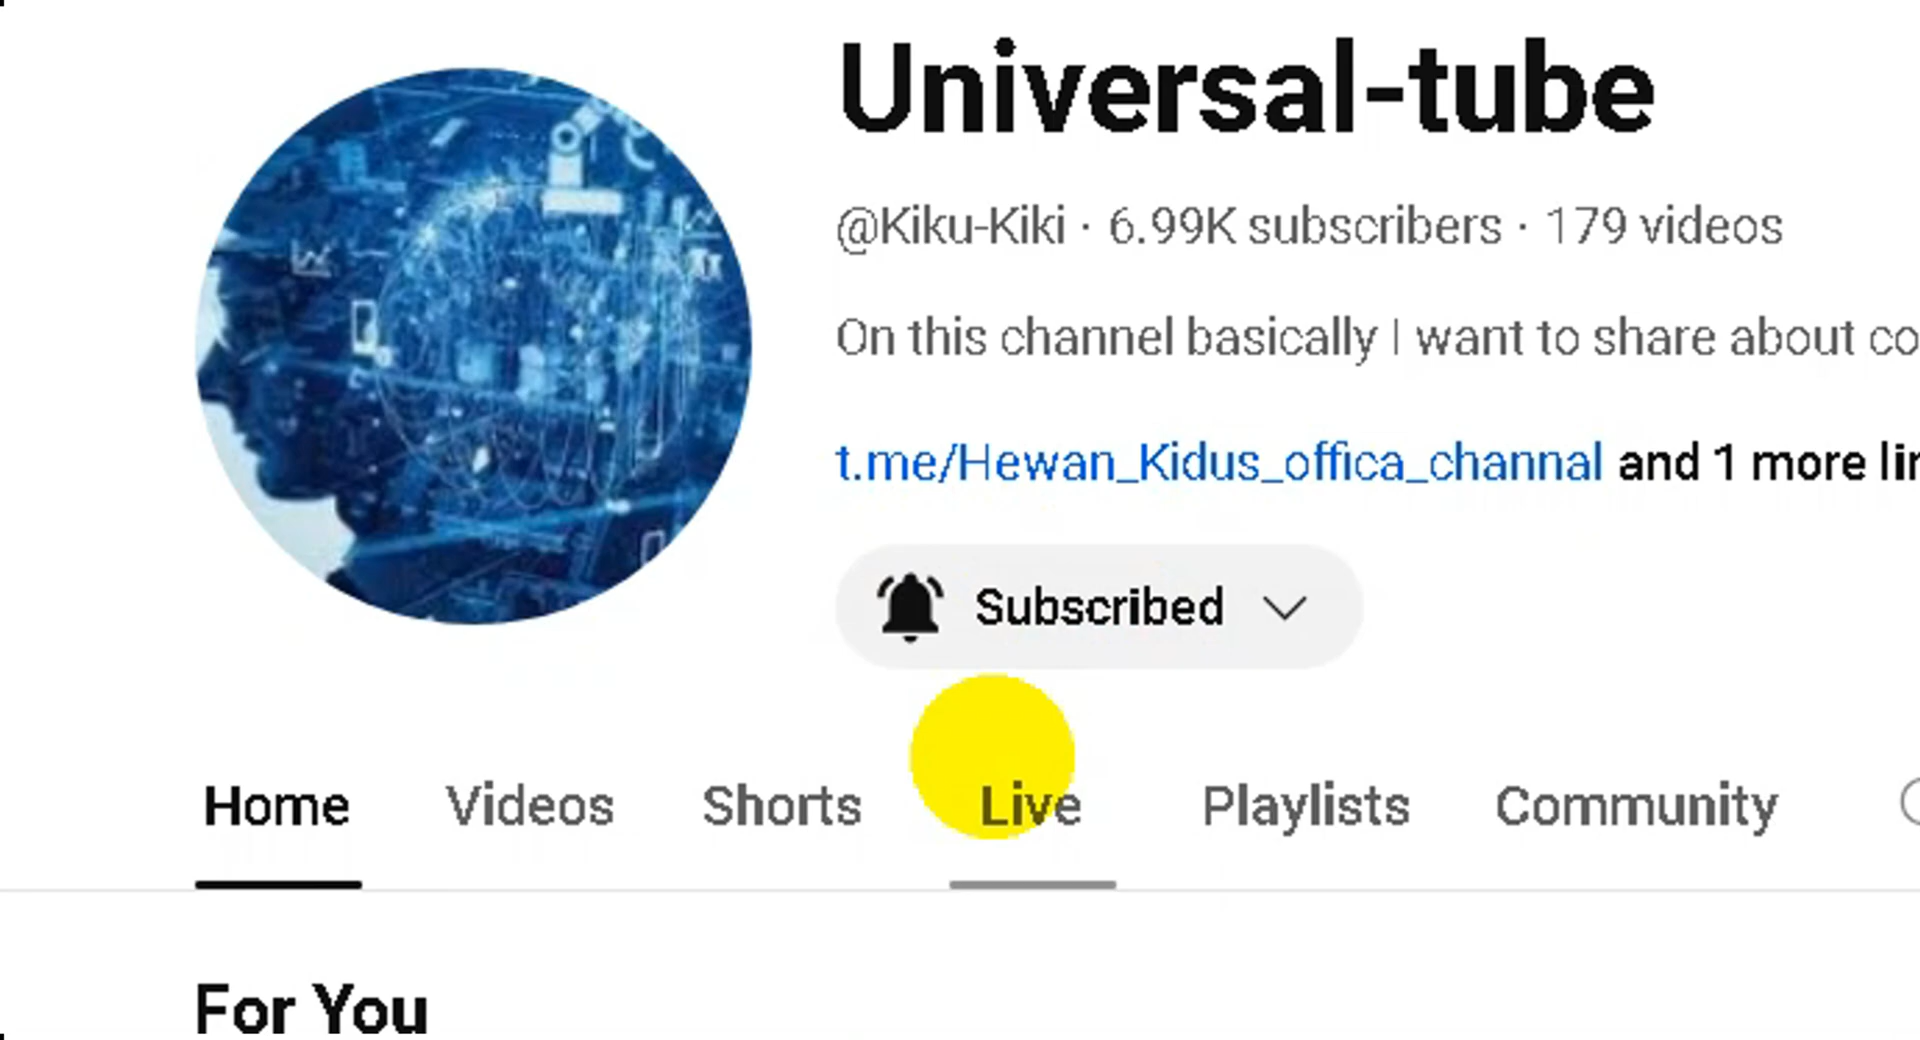 Universal-tube
@Kiku-Kiki · 6.99K subscribers · 179 videos
On this channel basically I want to share about co
t.me/Hewan_Kidus_offica_channal and 1 more
Subscribed
Home Videos Shorts Live Playlists Community
For You